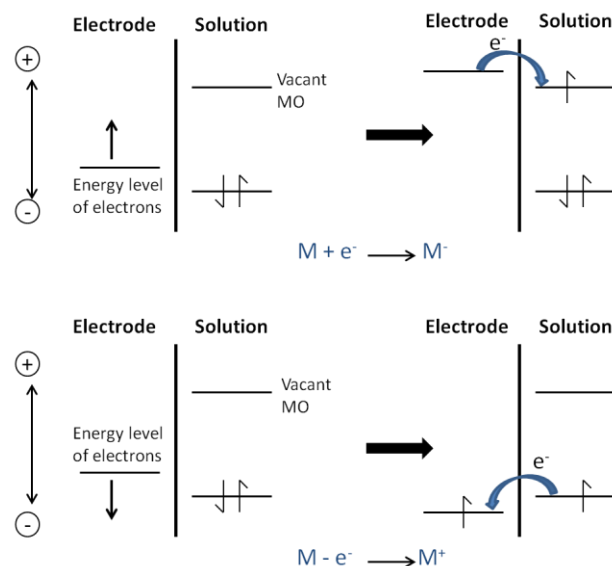 Electrode Solution
+
Vacant
MO
Energy level
of electrons
-
Electrode Solution
e⁻
M + e⁻ ⟶ M⁻
Electrode Solution
+
Vacant
MO
Energy level
of electrons
-
Electrode Solution
e⁻
M - e⁻ ⟶ M⁺